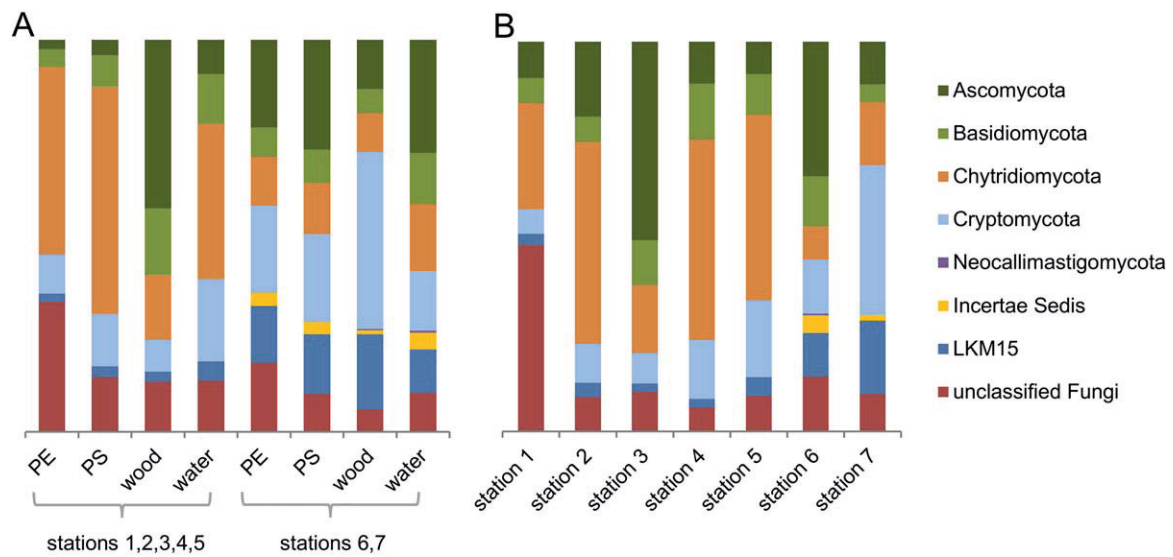 A
B
Ascomycota
Basidiomycota
Chytridiomycota
Cryptomycota
Neocallimastigomycota
Incertae Sedis
LKM15
unclassified Fungi
PE
PS
wood
water
PE
PS
wood
water
stations 1,2,3,4,5
stations 6,7
station 1
station 2
station 3
station 4
station 5
station 6
station 7